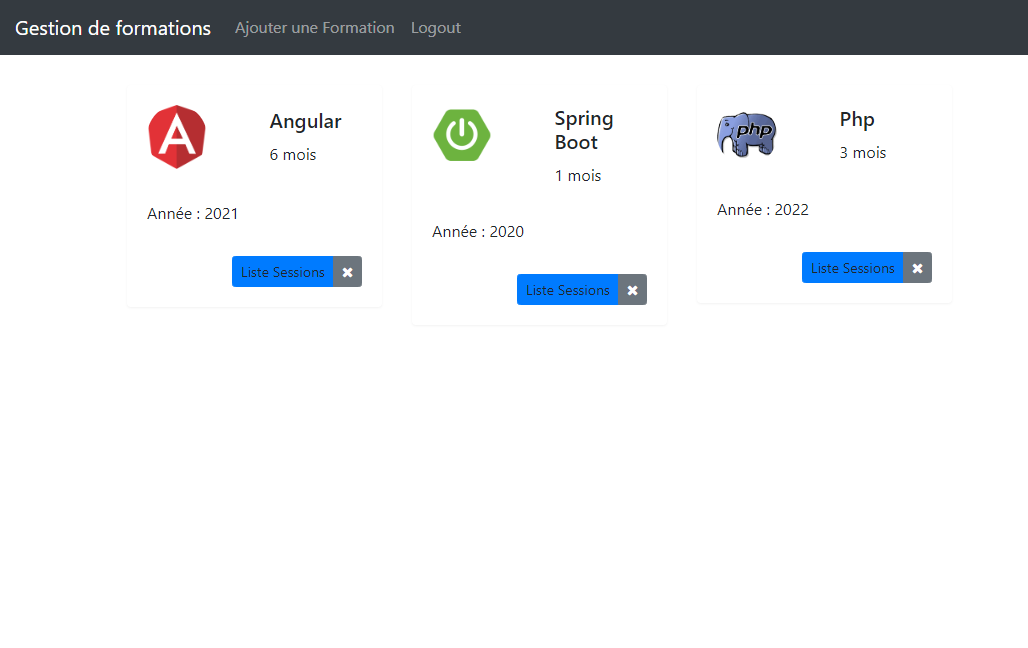 Gestion de formations Ajouter une Formation Logout
Angular
6 mois
Année : 2021
Liste Sessions ✖
Spring
Boot
1 mois
Année : 2020
Liste Sessions ✖
php
Php
3 mois
Année : 2022
Liste Sessions ✖